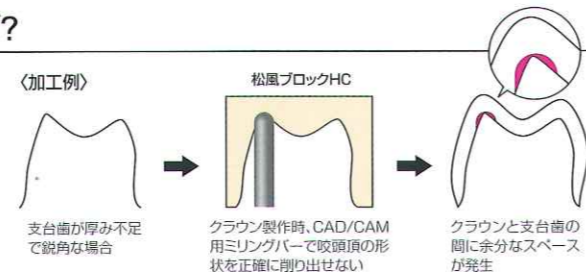 ?
〈加工例〉
松風ブロックHC
支台歯が厚み不足
で鋭角な場合
クラウン製作時、CAD/CAM
用ミリングバーで咬頭頂の形
状を正確に削り出せない
クラウンと支台歯の
間に余分なスペース
が発生